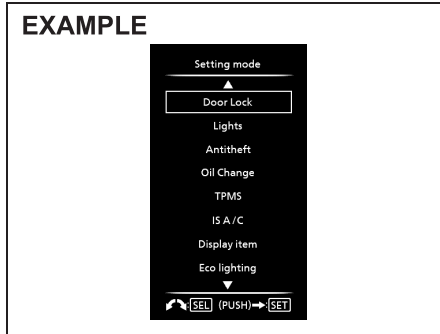 EXAMPLE
Setting mode
Door Lock
Lights
Antitheft
Oil Change
TPMS
IS A/C
Display item
Eco lighting
:SEL (PUSH)➡:SET